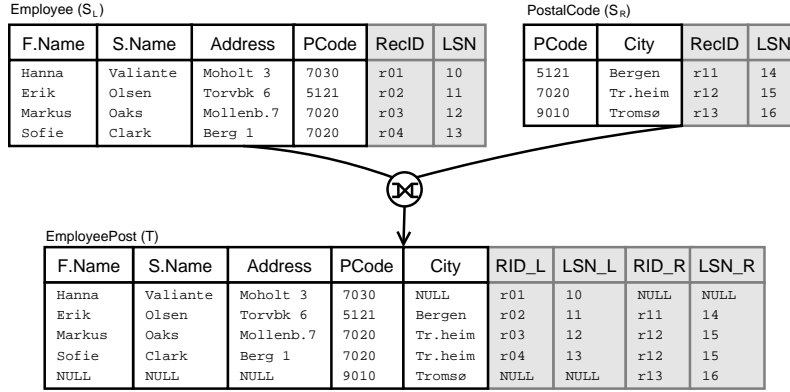 Employee (S_L)
F.Name S.Name Address PCode RecID LSN
Hanna Valiante Moholt 3 7030 r01 10
Erik Olsen Torvbk 6 5121 r02 11
Markus Oaks Mollenb.7 7020 r03 12
Sofie Clark Berg 1 7020 r04 13
PostalCode (S_R)
PCode City RecID LSN
5121 Bergen r11 14
7020 Tr.heim r12 15
9010 Tromsø r13 16
EmployeePost (T)
F.Name S.Name Address PCode City RID_L LSN_L RID_R LSN_R
Hanna Valiante Moholt 3 7030 NULL r01 10 NULL NULL
Erik Olsen Torvbk 6 5121 Bergen r02 11 r11 14
Markus Oaks Mollenb.7 7020 Tr.heim r03 12 r12 15
Sofie Clark Berg 1 7020 Tr.heim r04 13 r12 15
NULL NULL NULL 9010 Tromsø NULL NULL r13 16